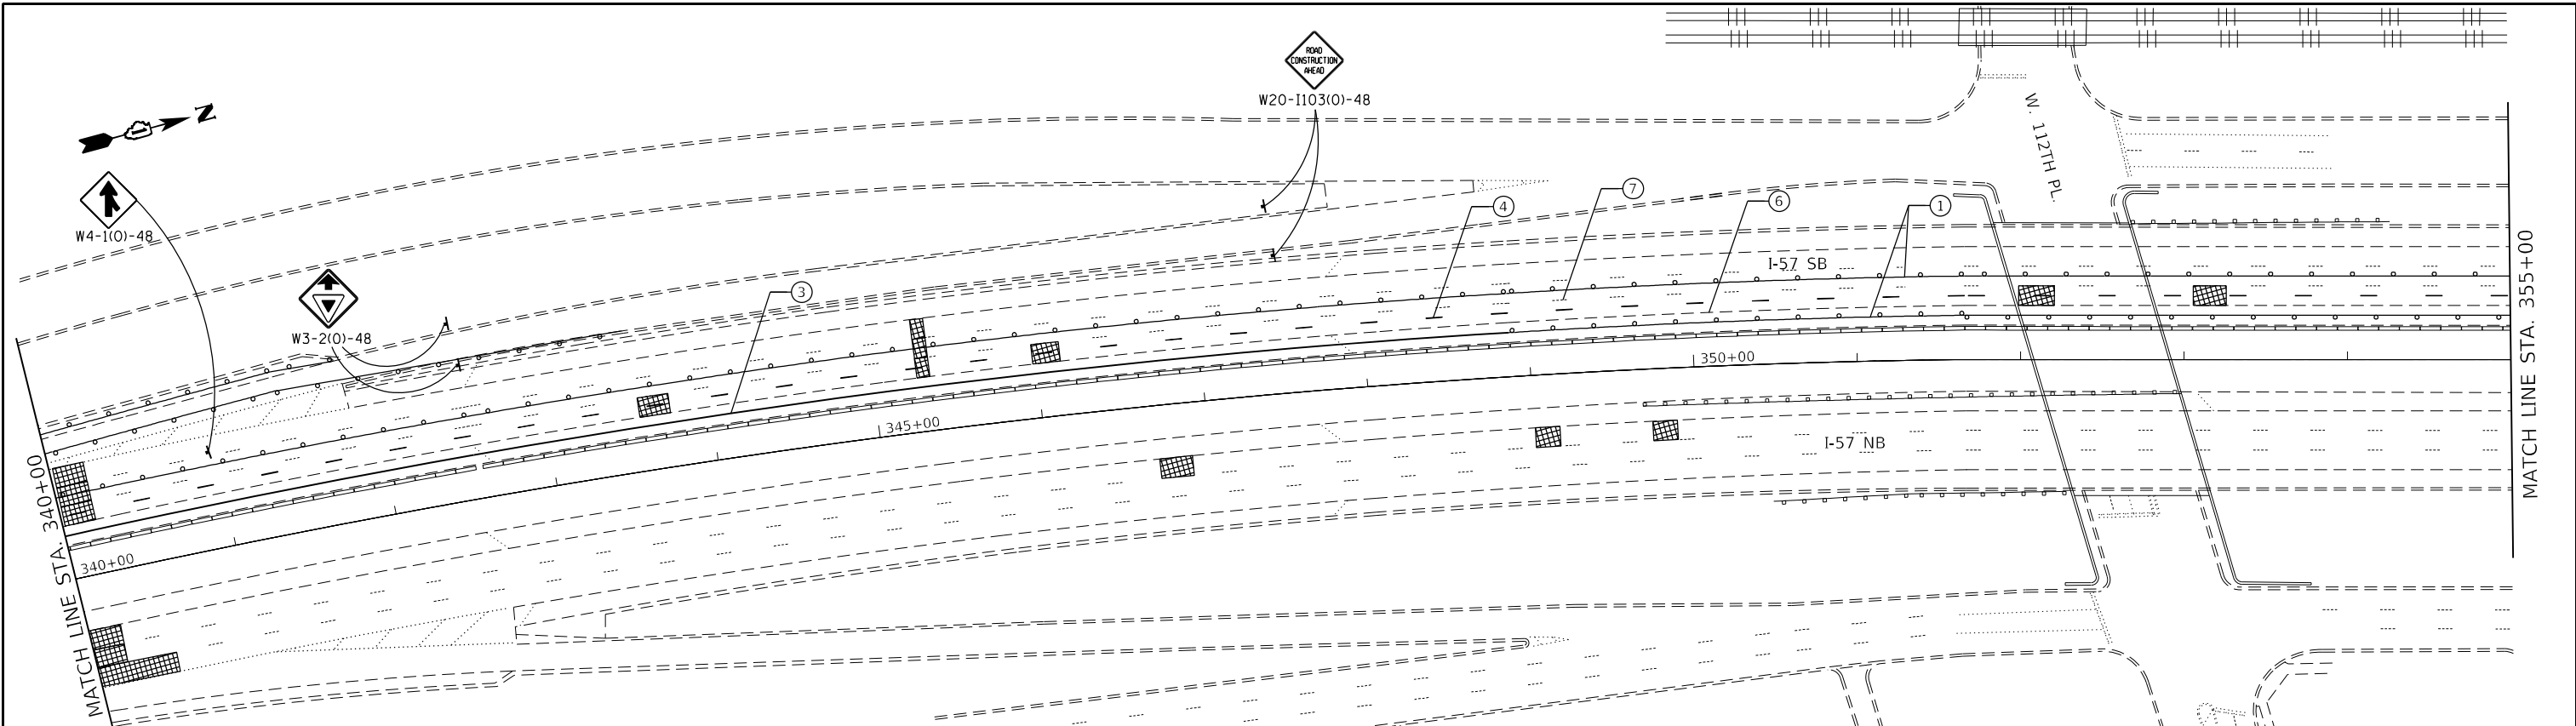 N
ROAD
CONSTRUCTION
AHEAD
W20-I103(O)-48
W4-1(O)-48
W3-2(O)-48
W. 112TH PL.
7
4
6
1
3
I-57 SB
I-57 NB
340+00
345+00
350+00
MATCH LINE STA. 340+00
MATCH LINE STA. 355+00